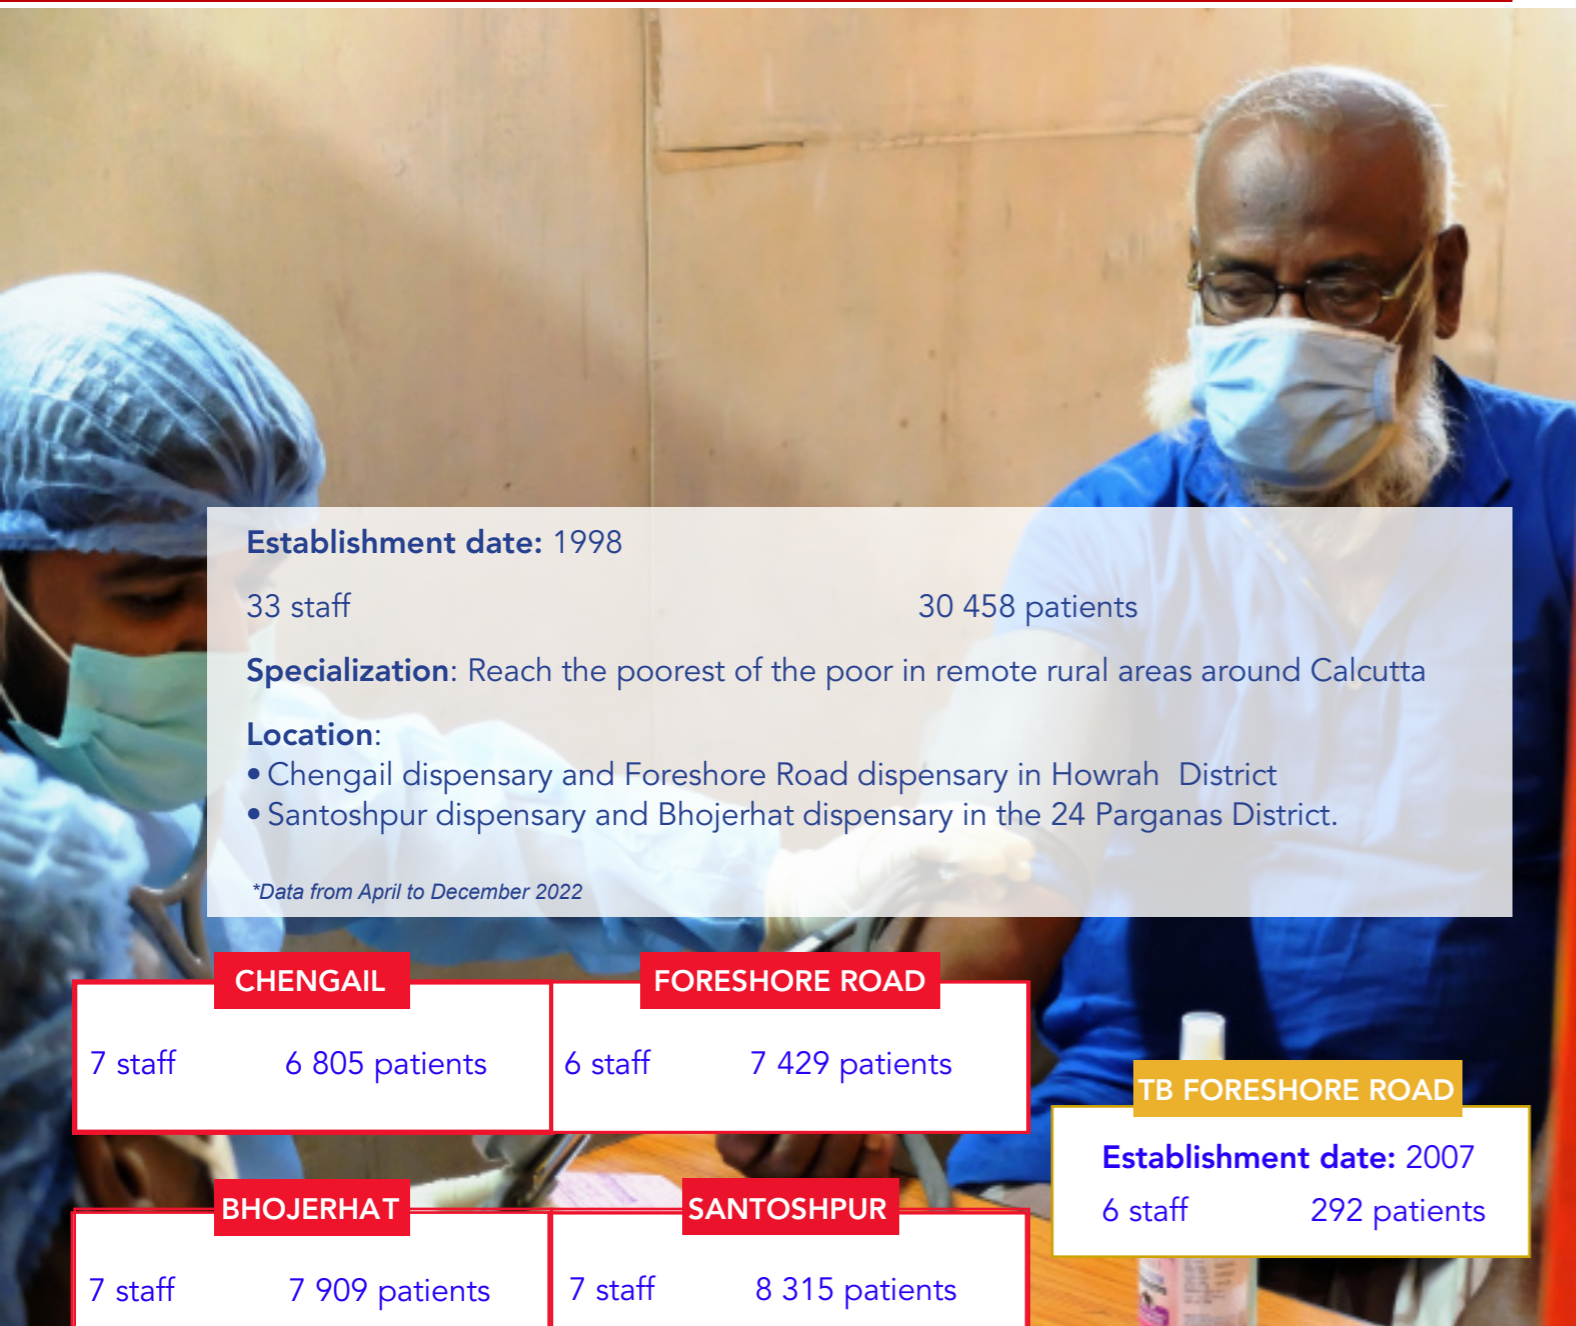 Establishment date: 1998
33 staff 30 458 patients
Specialization: Reach the poorest of the poor in remote rural areas around Calcutta
Location:
• Chengail dispensary and Foreshore Road dispensary in Howrah District
• Santoshpur dispensary and Bhojerhat dispensary in the 24 Parganas District.
*Data from April to December 2022
CHENGAIL
7 staff 6 805 patients
FORESHORE ROAD
6 staff 7 429 patients
TB FORESHORE ROAD
Establishment date: 2007
6 staff 292 patients
BHOJERHAT
7 staff 7 909 patients
SANTOSHPUR
7 staff 8 315 patients